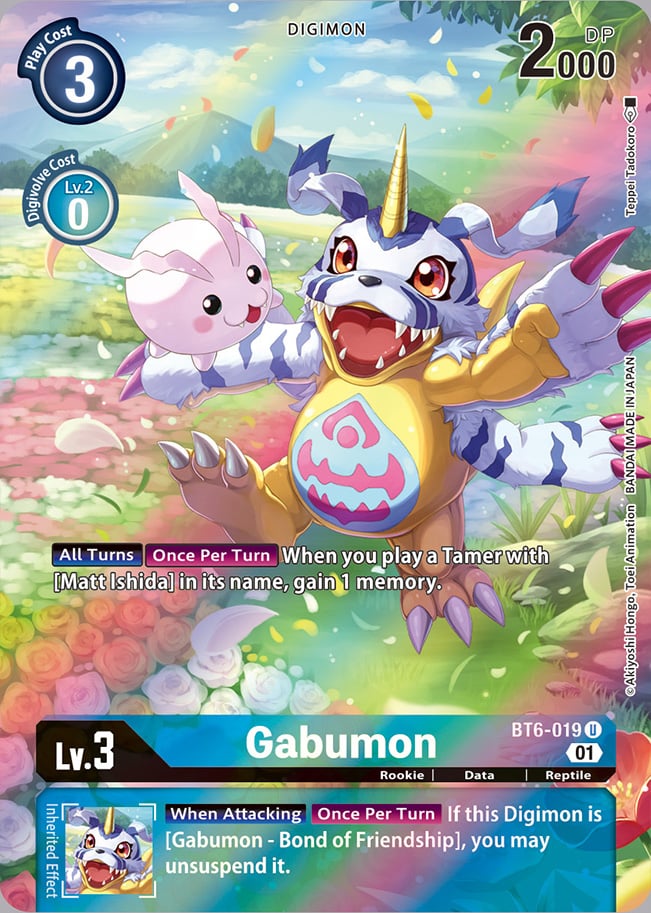 Play Cost
3
DIGIMON
DP
2000
Digivolve Cost
Lv.2
0
Teppei Tadokoro
©Akiyoshi Hongo, Toei Animation BANDAI MADE IN JAPAN
All Turns Once Per Turn When you play a Tamer with
[Matt Ishida] in its name, gain 1 memory.
Lv.3
Gabumon
BT6-019 U
01
Rookie | Data | Reptile
Inherited Effect
When Attacking Once Per Turn If this Digimon is
[Gabumon - Bond of Friendship], you may
unsuspend it.